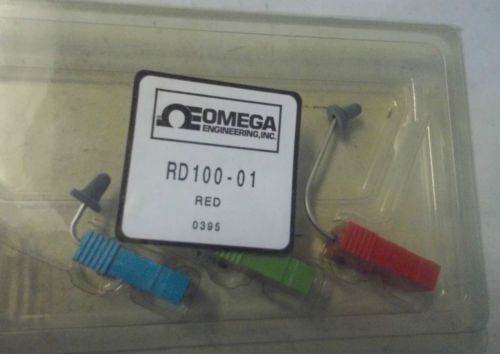 OMEGA
ENGINEERING, INC.
RD100-01
RED
0395